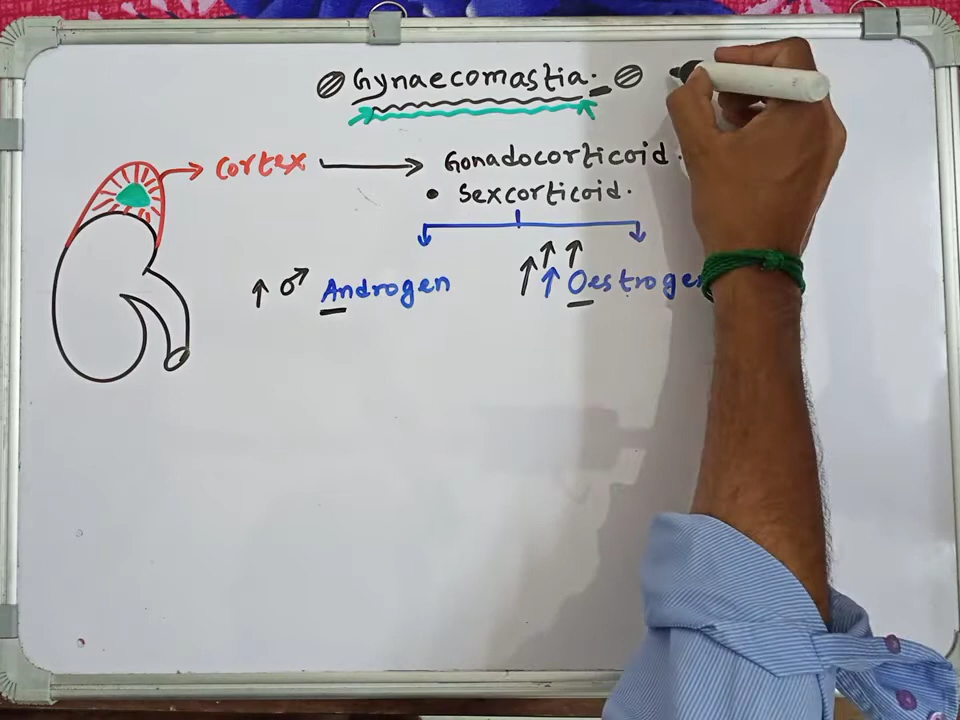 Gynaecomastia.
Cortex → Gonadocorticoid.
• Sexcorticoid.
↑ ♂ Androgen ↑ ↑ ↑ ↑ Oestrogen